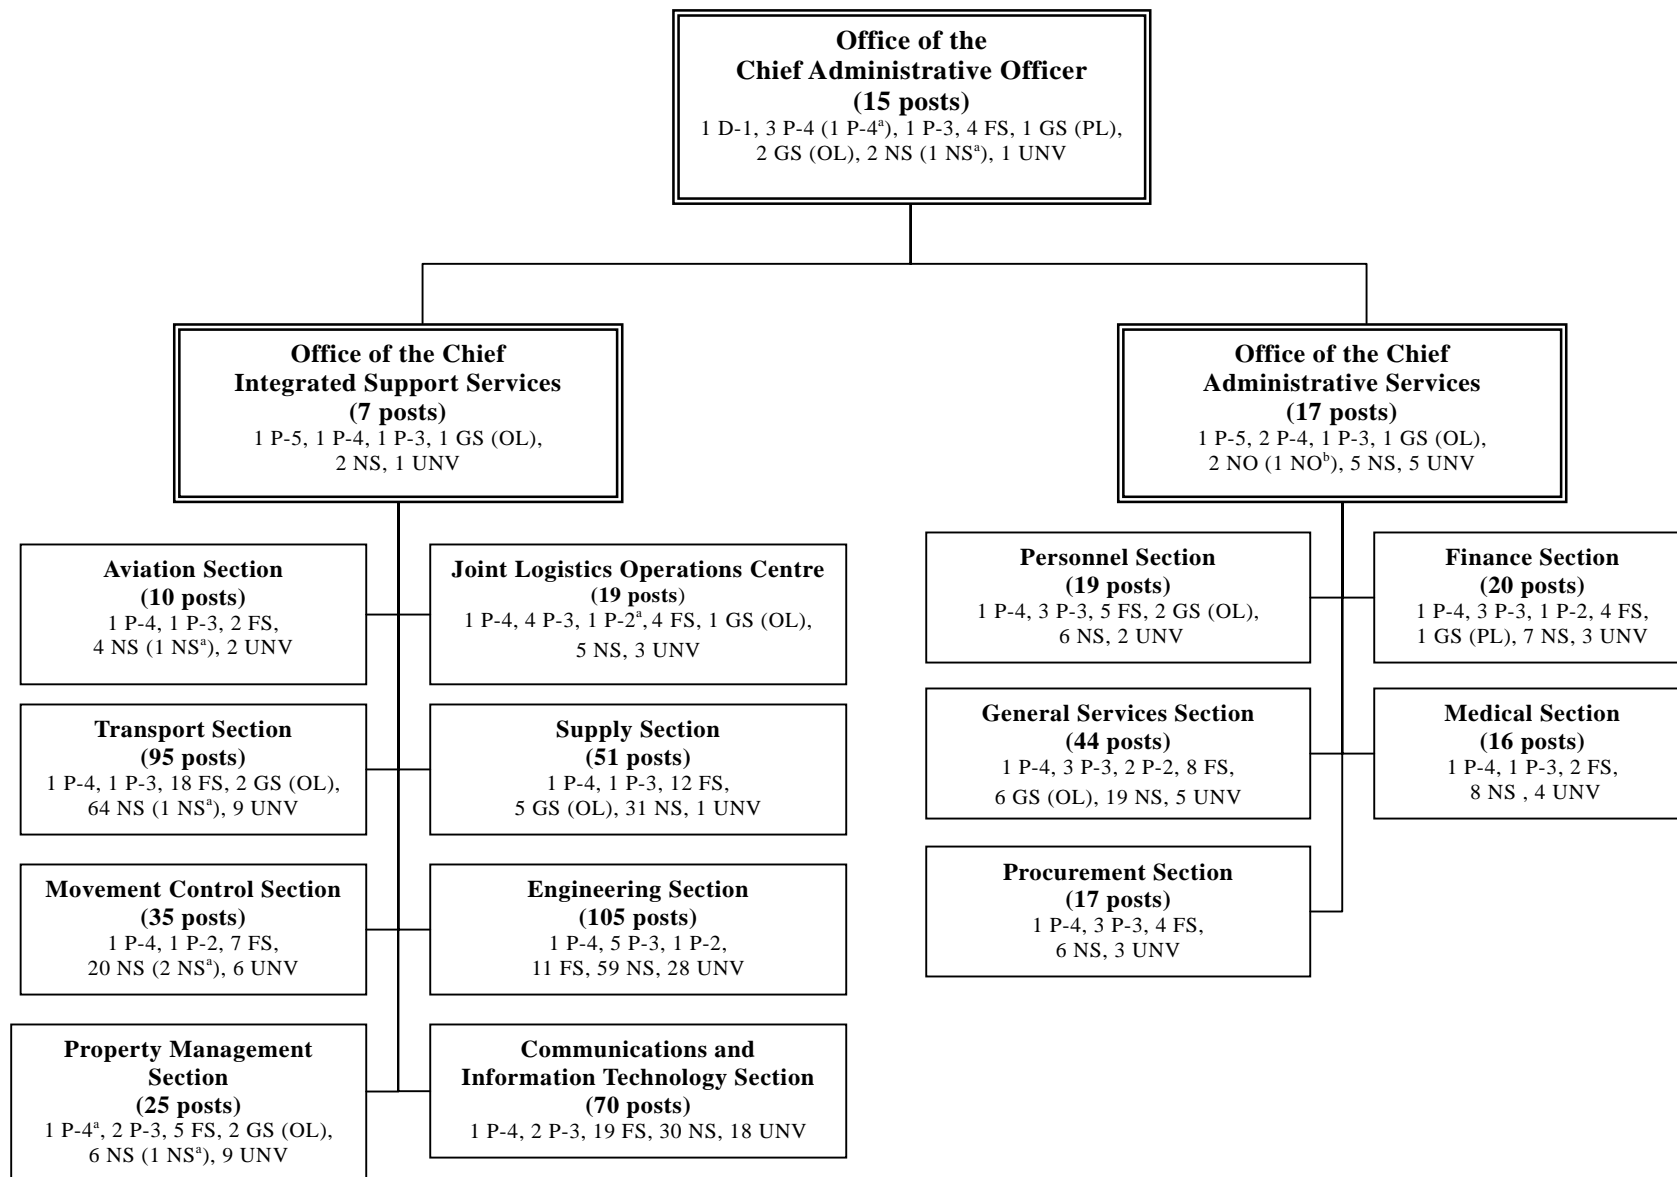 Office of the
Chief Administrative Officer
(15 posts)
1 D-1, 3 P-4 (1 P-4ᵃ), 1 P-3, 4 FS, 1 GS (PL),
2 GS (OL), 2 NS (1 NSᵃ), 1 UNV
Office of the Chief
Integrated Support Services
(7 posts)
1 P-5, 1 P-4, 1 P-3, 1 GS (OL),
2 NS, 1 UNV
Office of the Chief
Administrative Services
(17 posts)
1 P-5, 2 P-4, 1 P-3, 1 GS (OL),
2 NO (1 NOᵇ), 5 NS, 5 UNV
Aviation Section
(10 posts)
1 P-4, 1 P-3, 2 FS,
4 NS (1 NSᵃ), 2 UNV
Joint Logistics Operations Centre
(19 posts)
1 P-4, 4 P-3, 1 P-2ᵃ, 4 FS, 1 GS (OL),
5 NS, 3 UNV
Personnel Section
(19 posts)
1 P-4, 3 P-3, 5 FS, 2 GS (OL),
6 NS, 2 UNV
Finance Section
(20 posts)
1 P-4, 3 P-3, 1 P-2, 4 FS,
1 GS (PL), 7 NS, 3 UNV
Transport Section
(95 posts)
1 P-4, 1 P-3, 18 FS, 2 GS (OL),
64 NS (1 NSᵃ), 9 UNV
Supply Section
(51 posts)
1 P-4, 1 P-3, 12 FS,
5 GS (OL), 31 NS, 1 UNV
General Services Section
(44 posts)
1 P-4, 3 P-3, 2 P-2, 8 FS,
6 GS (OL), 19 NS, 5 UNV
Medical Section
(16 posts)
1 P-4, 1 P-3, 2 FS,
8 NS , 4 UNV
Movement Control Section
(35 posts)
1 P-4, 1 P-2, 7 FS,
20 NS (2 NSᵃ), 6 UNV
Engineering Section
(105 posts)
1 P-4, 5 P-3, 1 P-2,
11 FS, 59 NS, 28 UNV
Procurement Section
(17 posts)
1 P-4, 3 P-3, 4 FS,
6 NS, 3 UNV
Property Management
Section
(25 posts)
1 P-4ᵃ, 2 P-3, 5 FS, 2 GS (OL),
6 NS (1 NSᵃ), 9 UNV
Communications and
Information Technology Section
(70 posts)
1 P-4, 2 P-3, 19 FS, 30 NS, 18 UNV